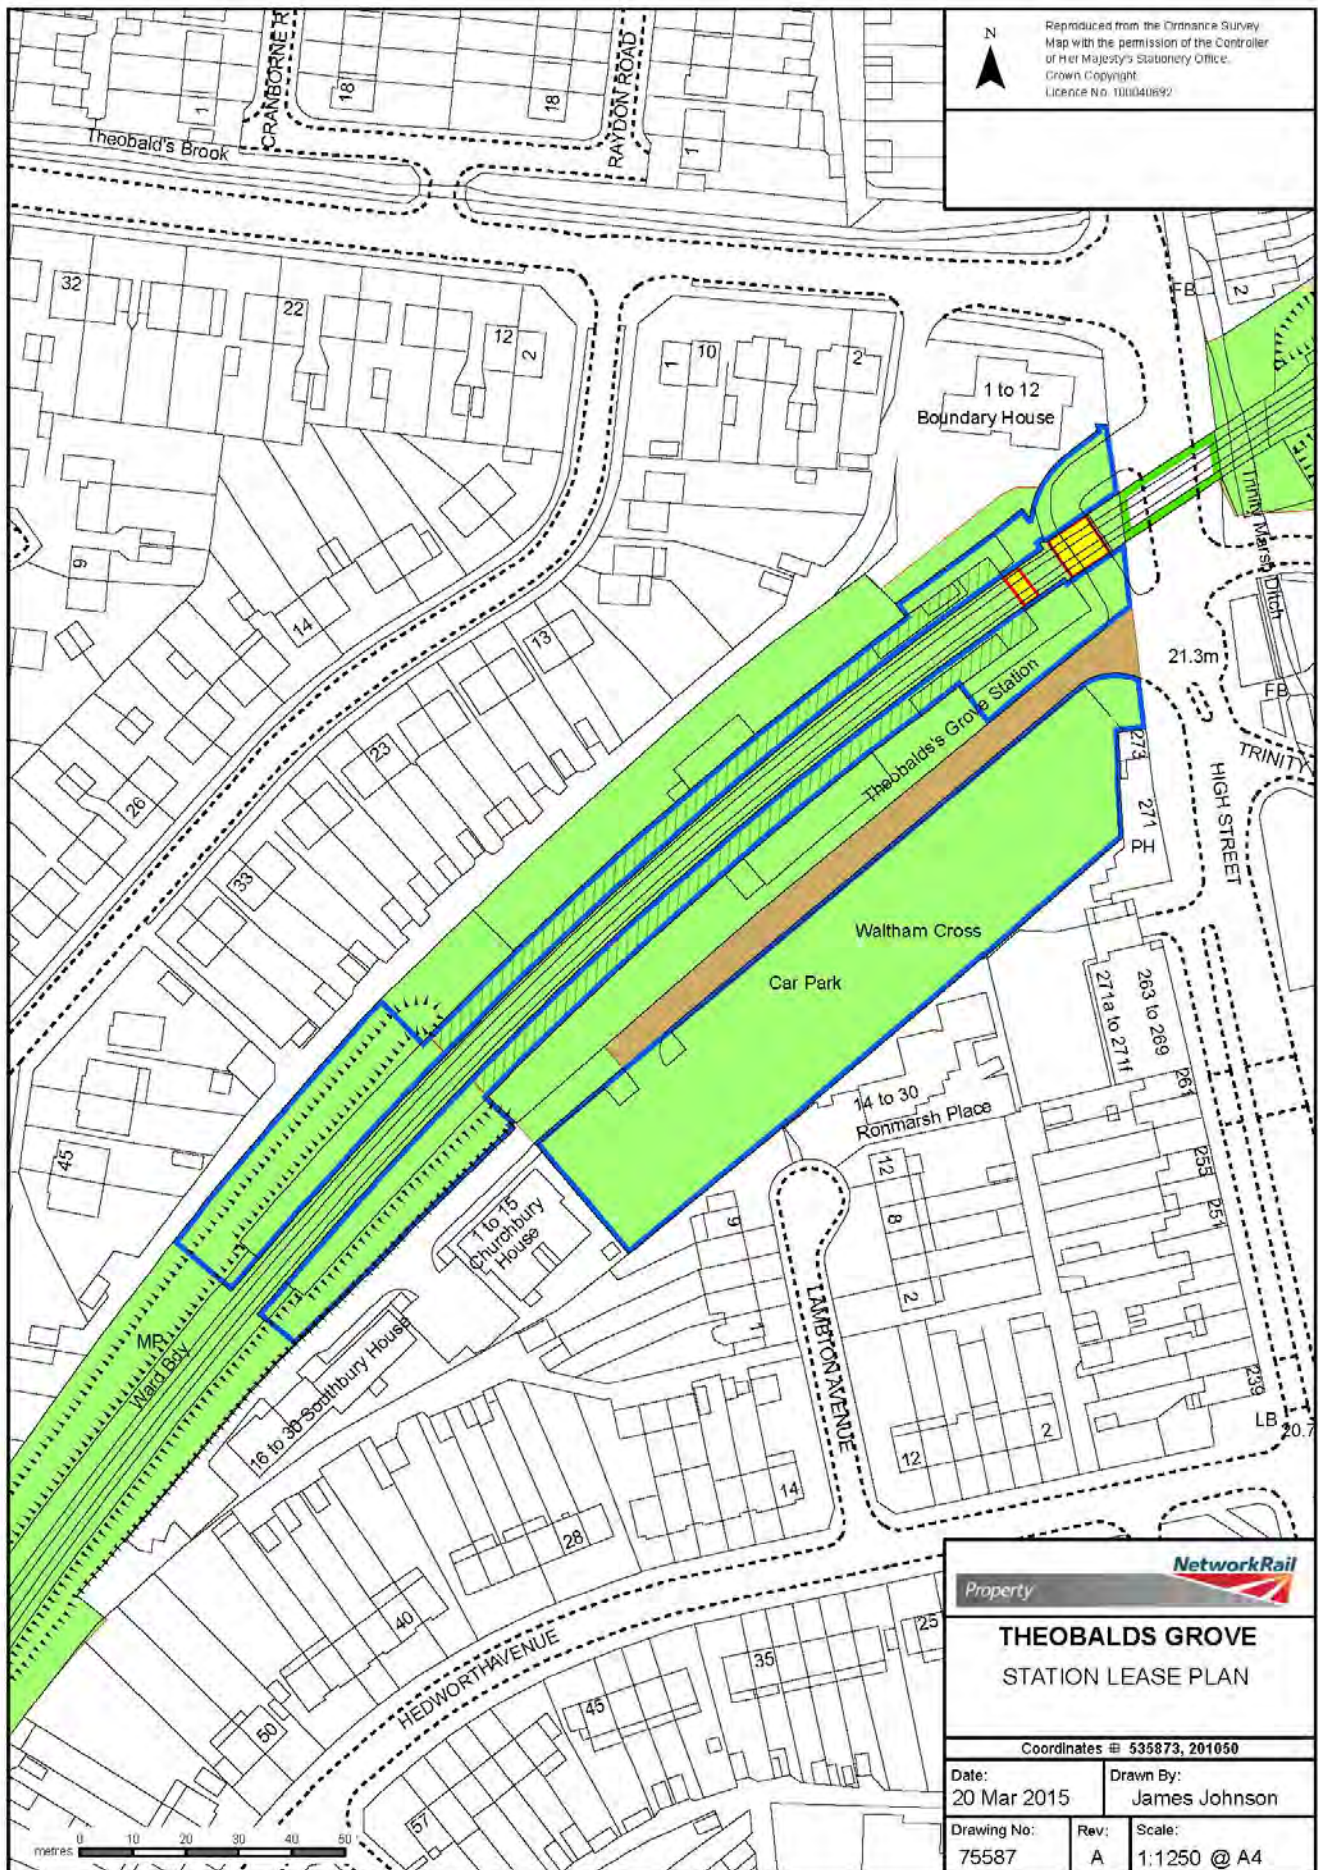 N
Reproduced from the Ordnance Survey
Map with the permission of the Controller
of Her Majesty's Stationery Office.
Crown Copyright
Licence No. 100040692
CRANBORNE R
RAYDON ROAD
18
18
1
1
Theobald's Brook
32
22
12
2
1
10
2
FB
2
1 to 12
Boundary House
Trinity Marsh Ditch
9
14
13
21.3m
FB
TRINITY
Theobalds's Grove Station
273
HIGH STREET
271
PH
23
26
33
Waltham Cross
Car Park
271a to 271f
263 to 269
261
14 to 30
Ronmarsh Place
45
1 to 15
Churchbury
House
12
8
2
255
251
9
1
LAMBTON AVENUE
MP
Ward Bdy
16 to 30 Southbury House
239
LB
20.7
12
2
14
28
40
50
HEDWORTHAVENUE
25
35
45
57
metres
0 10 20 30 40 50
NetworkRail
Property
THEOBALDS GROVE
STATION LEASE PLAN
Coordinates ⊞ 535873, 201050
Date:
20 Mar 2015
Drawn By:
James Johnson
Drawing No:
75587
Rev:
A
Scale:
1:1250 @ A4